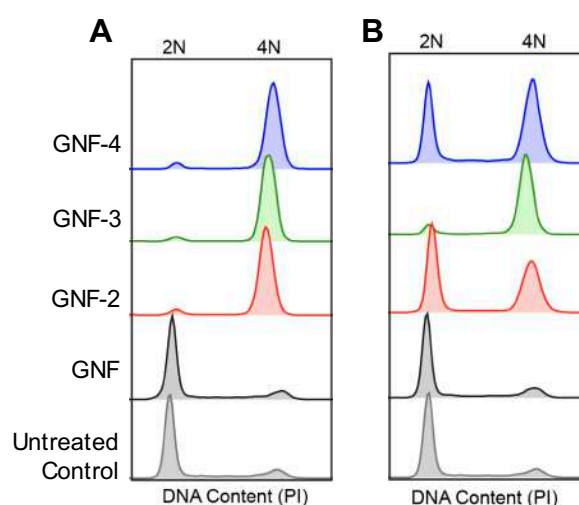 A
B
2N 4N
2N 4N
GNF-4
GNF-3
GNF-2
GNF
Untreated
Control
DNA Content (PI)
DNA Content (PI)